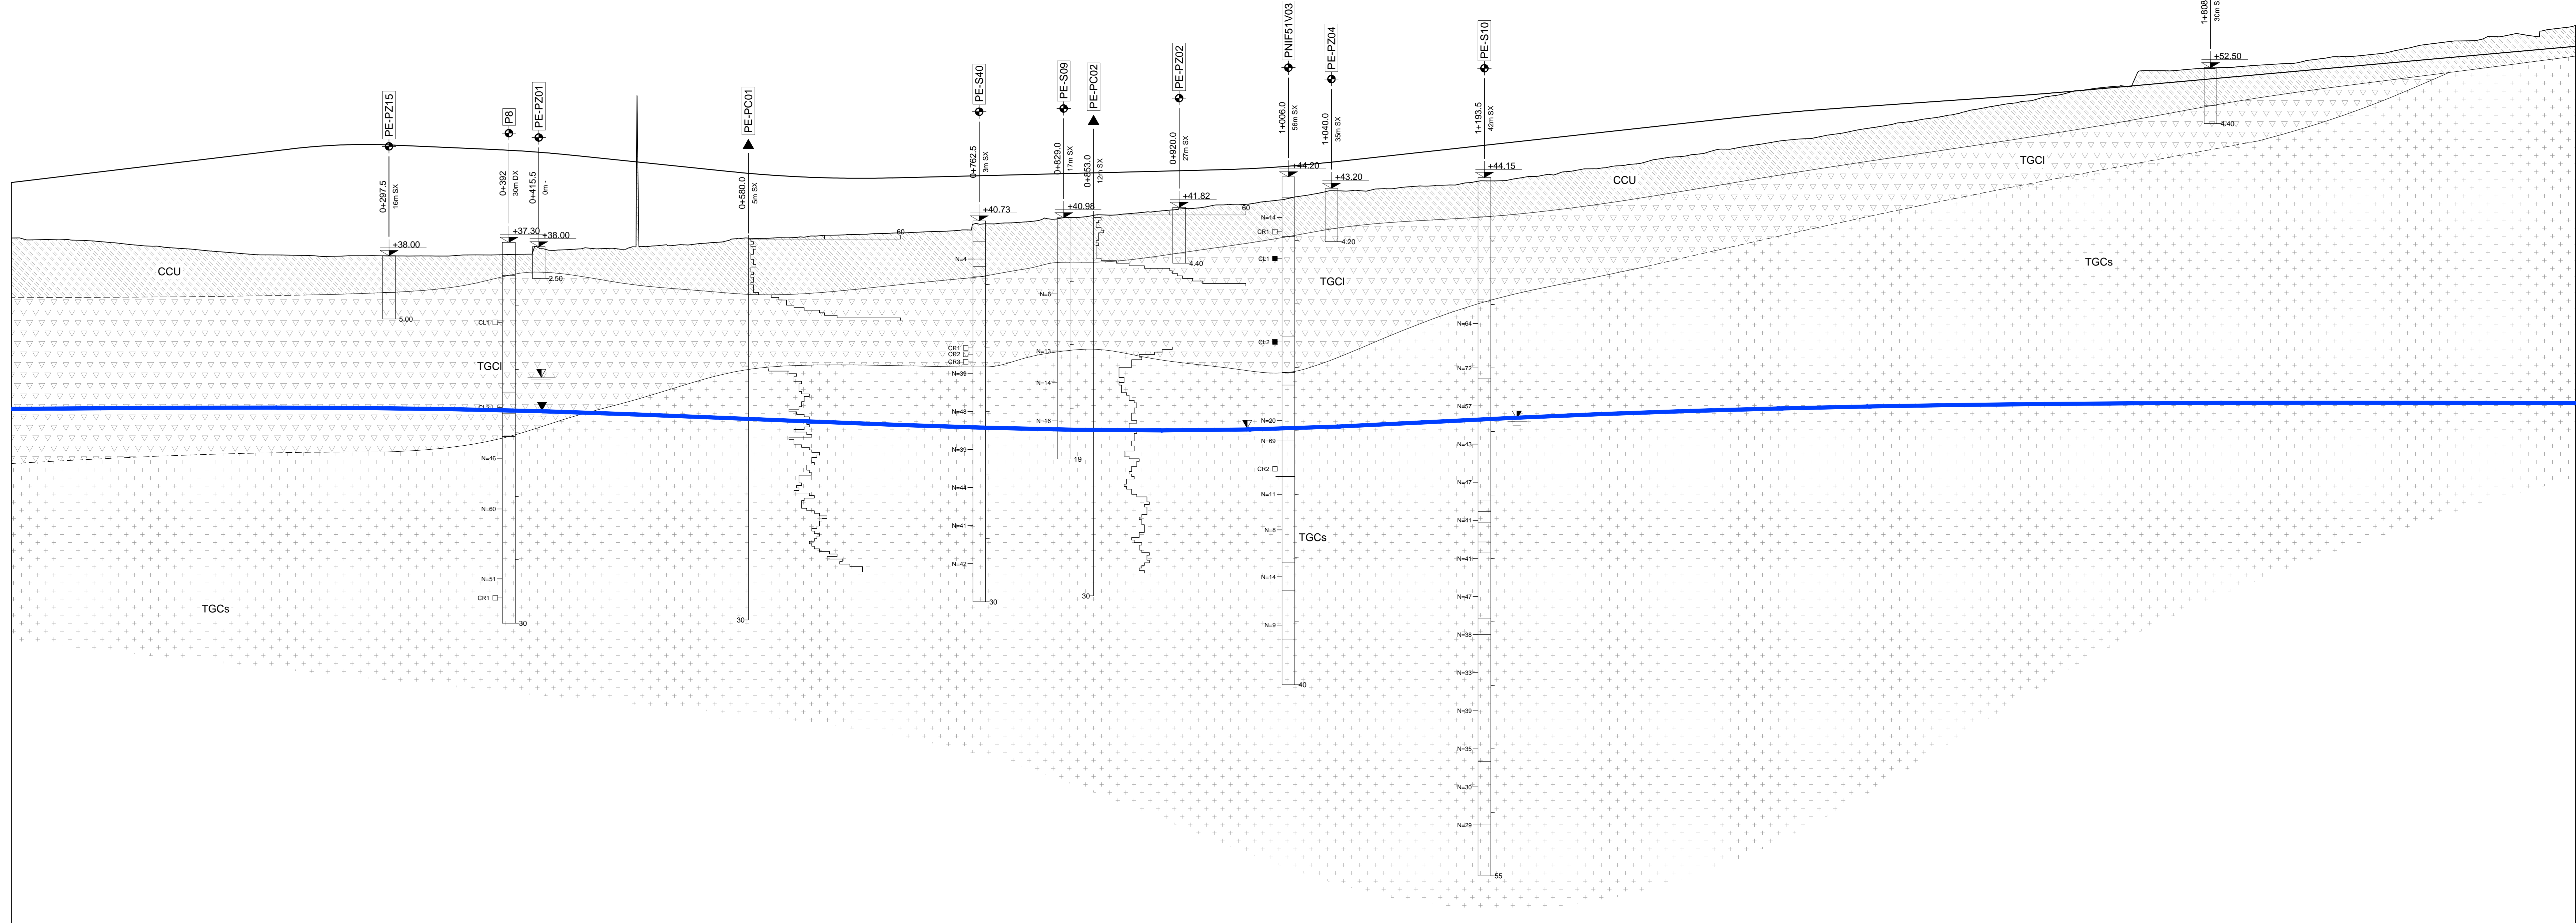 PE-PZ15
0+297.5
16m SX
+38.00
5.00
P8
0+392
30m DX
+37.30
CL1
CL2
N=46
N=60
N=51
CR1
30
PE-PZ01
0+415.5
0m -
+38.00
2.50
PE-PC01
0+580.0
5m SX
60
30
PE-S40
0+762.5
3m SX
+40.73
N=4
CR1
CR2
CR3
N=39
N=48
N=39
N=44
N=41
N=42
30
PE-S09
0+829.0
17m SX
+40.98
N=6
N=13
N=14
N=16
19
PE-PC02
0+853.0
12m SX
60
30
PE-PZ02
0+920.0
27m SX
+41.82
4.40
PNIF51V03
1+006.0
56m SX
+44.20
N=14
CR1
CL1
CL2
N=20
N=69
CR2
N=11
N=8
N=14
N=9
40
PE-PZ04
1+040.0
35m SX
+43.20
4.20
PE-S10
1+193.5
42m SX
+44.15
N=64
N=72
N=57
N=43
N=47
N=41
N=41
N=47
N=38
N=33
N=39
N=35
N=30
N=29
55
1+808
30m S
+52.50
4.40
CCU
TGCl
TGCs
TGCl
TGCs
CCU
TGCl
TGCs